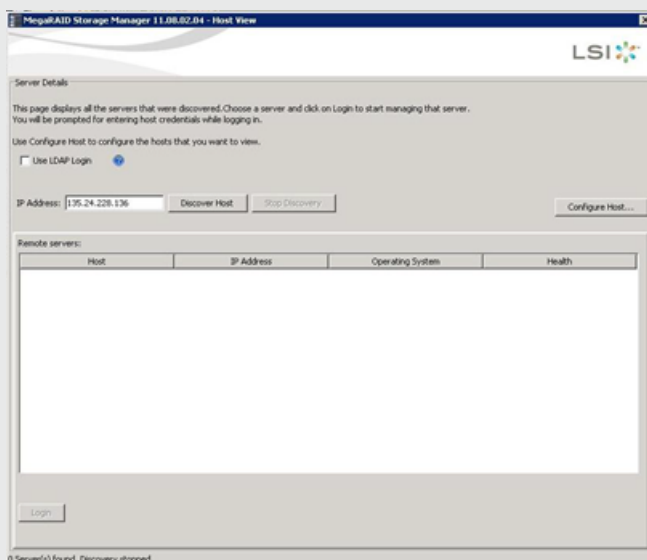 MegaRAID Storage Manager 11.08.02.04 - Host View
LSI
Server Details
This page displays all the servers that were discovered.Choose a server and click on Login to start managing that server.
You will be prompted for entering host credentials while logging in.
Use Configure Host to configure the hosts that you want to view.
Use LDAP Login
IP Address: 135.24.228.136 Discover Host Stop Discovery Configure Host...
Remote servers:
Host IP Address Operating System Health
Login
0 Server(s) found. Discovery stopped